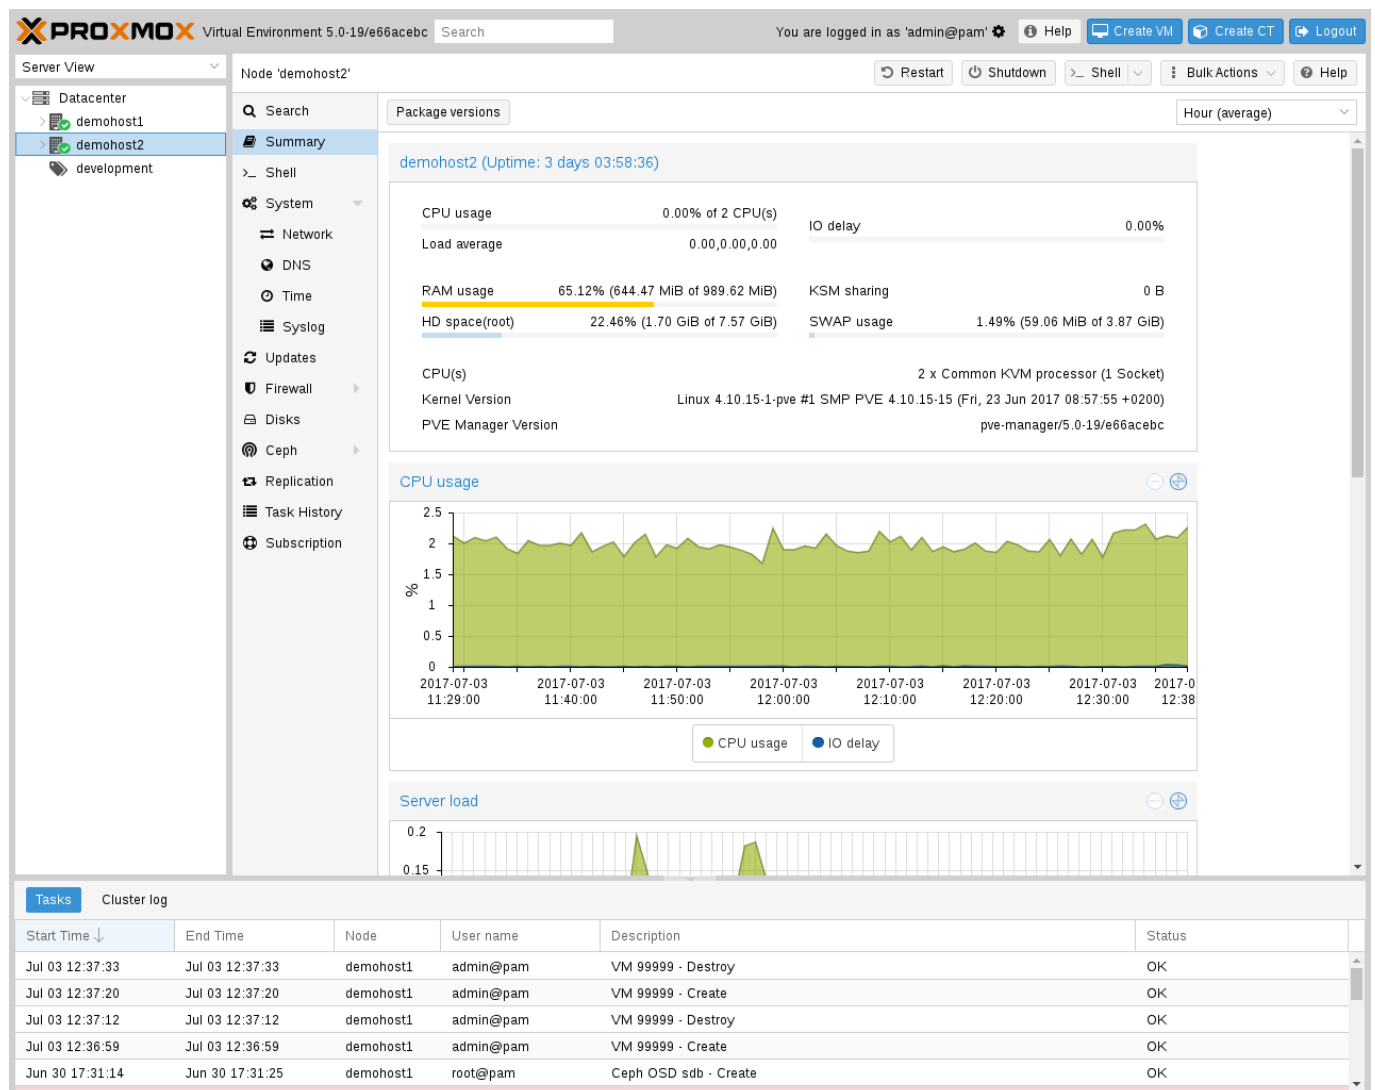 PROXMOX Virtual Environment 5.0-19/e66acebc Search You are logged in as 'admin@pam' Help Create VM Create CT Logout
Server View
Datacenter
demohost1
demohost2
development
Node 'demohost2' Restart Shutdown >_ Shell Bulk Actions Help
Search
Summary
>_ Shell
System
Network
DNS
Time
Syslog
Updates
Firewall
Disks
Ceph
Replication
Task History
Subscription
Package versions Hour (average)
demohost2 (Uptime: 3 days 03:58:36)
CPU usage 0.00% of 2 CPU(s)
IO delay 0.00%
Load average 0.00,0.00,0.00
RAM usage 65.12% (644.47 MiB of 989.62 MiB) KSM sharing 0 B
HD space(root) 22.46% (1.70 GiB of 7.57 GiB) SWAP usage 1.49% (59.06 MiB of 3.87 GiB)
CPU(s) 2 x Common KVM processor (1 Socket)
Kernel Version Linux 4.10.15-1-pve #1 SMP PVE 4.10.15-15 (Fri, 23 Jun 2017 08:57:55 +0200)
PVE Manager Version pve-manager/5.0-19/e66acebc
CPU usage
2.5
2
1.5
%
1
0.5
0
2017-07-03 2017-07-03 2017-07-03 2017-07-03 2017-07-03 2017-07-03 2017-07-03 2017-0
11:29:00 11:40:00 11:50:00 12:00:00 12:10:00 12:20:00 12:30:00 12:38
CPU usage IO delay
Server load
0.2
0.15
Tasks Cluster log
Start Time End Time Node User name Description Status
Jul 03 12:37:33 Jul 03 12:37:33 demohost1 admin@pam VM 99999 - Destroy OK
Jul 03 12:37:20 Jul 03 12:37:20 demohost1 admin@pam VM 99999 - Create OK
Jul 03 12:37:12 Jul 03 12:37:12 demohost1 admin@pam VM 99999 - Destroy OK
Jul 03 12:36:59 Jul 03 12:36:59 demohost1 admin@pam VM 99999 - Create OK
Jun 30 17:31:14 Jun 30 17:31:25 demohost1 root@pam Ceph OSD sdb - Create OK